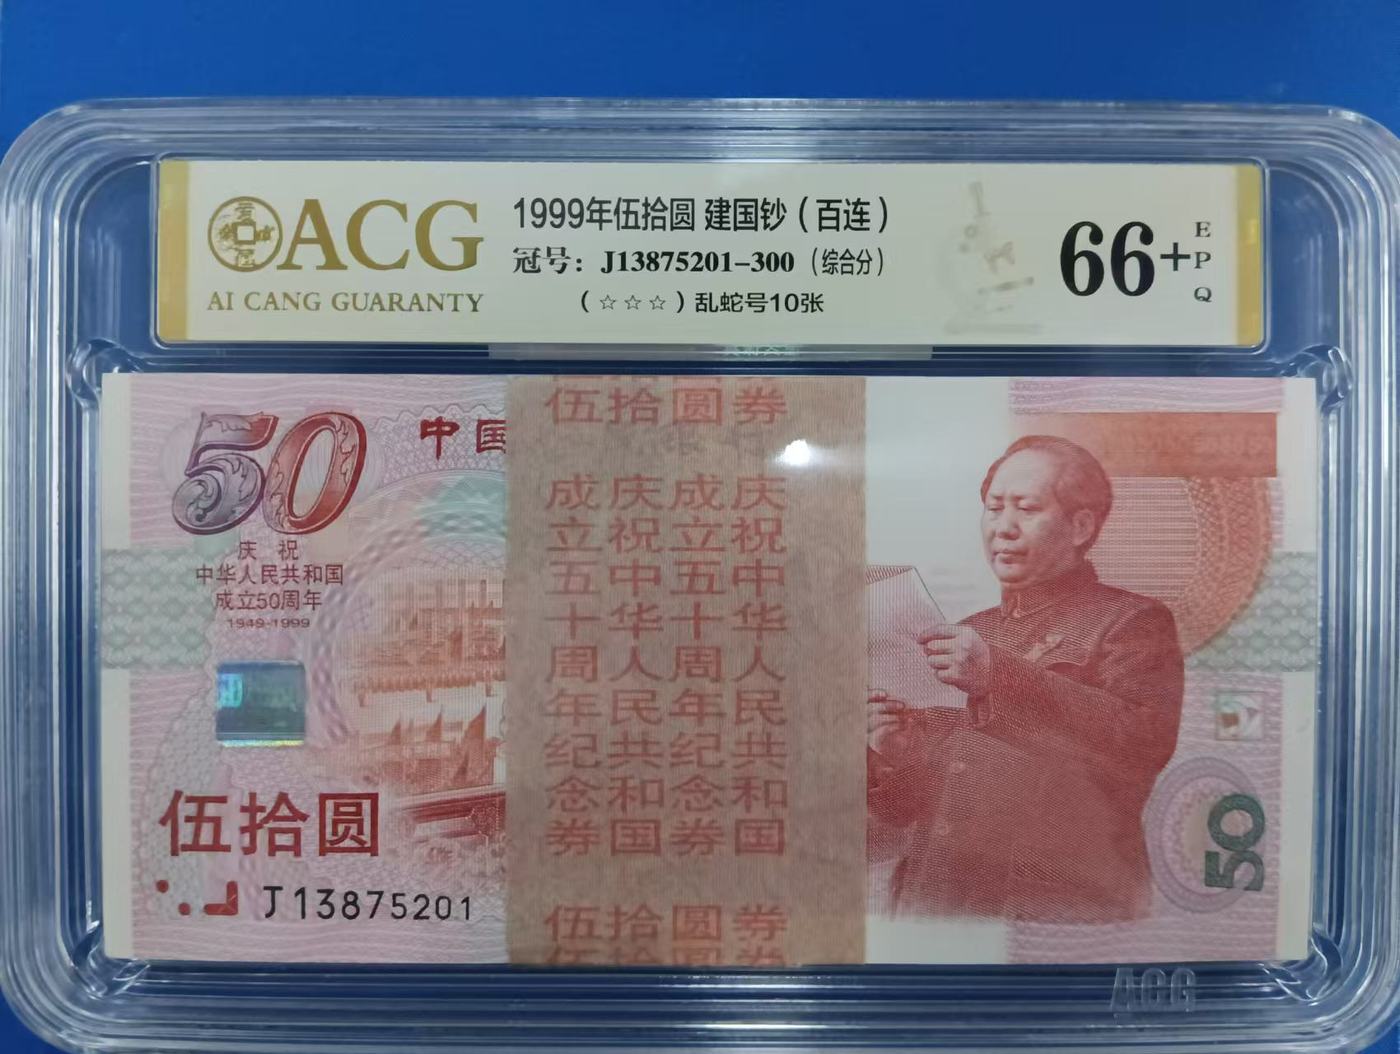 ACG
AI CANG GUARANTY
1999年伍拾圆 建国钞（百连）
冠号：J13875201-300（综合分）
（☆☆☆）乱蛇号10张
66+
EPQ
50
中国
庆祝
中华人民共和国
成立50周年
1949-1999
伍拾圆
J13875201
伍拾圆券
庆祝中华人民共和国
成立五十周年纪念券
庆祝中华人民共和国
成立五十周年纪念券
伍拾圆券
50
ACG